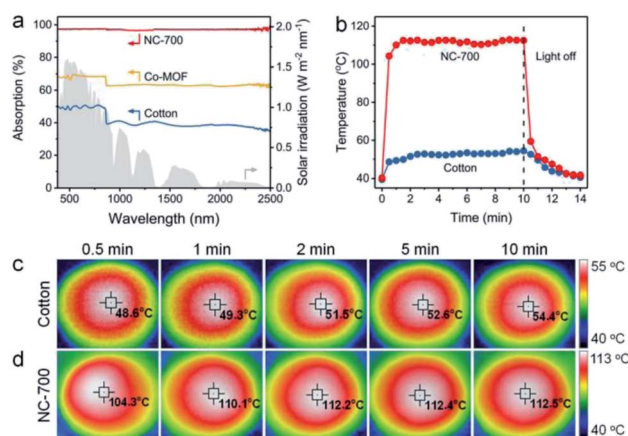 a
b
100
80
60
40
20
0
Absorption (%)
NC-700
Co-MOF
Cotton
2.0
1.5
1.0
0.5
0.0
Solar irradiation (W m⁻² nm⁻¹)
500 1000 1500 2000 2500
Wavelength (nm)
120
100
80
60
40
Temperature (°C)
NC-700
Light off
Cotton
0 2 4 6 8 10 12 14
Time (min)
0.5 min 1 min 2 min 5 min 10 min
c
Cotton
48.6°C 49.3°C 51.5°C 52.6°C 54.4°C
55 °C
40 °C
d
NC-700
104.3°C 110.1°C 112.2°C 112.4°C 112.5°C
113 °C
40 °C